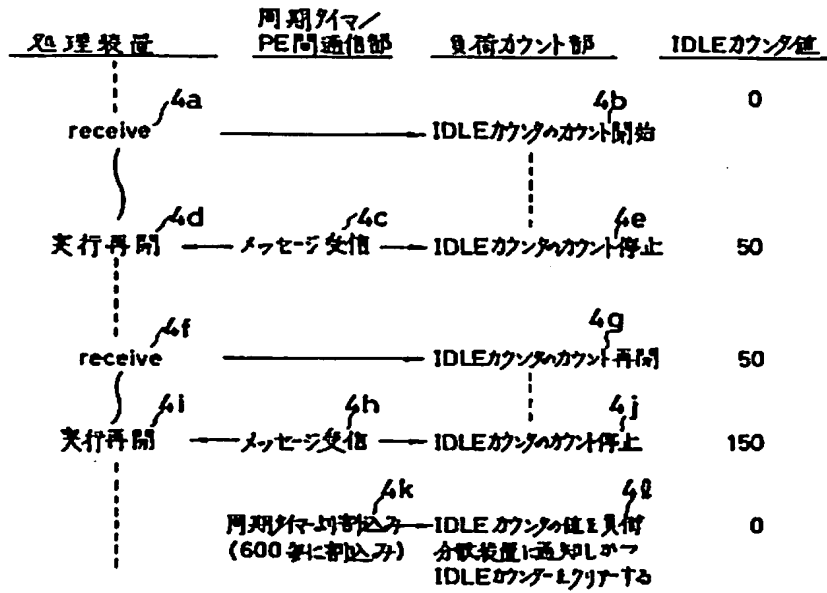 周期タイマ/
処理装置 PE間通信部 負荷カウント部 IDLEカウンタ値
4a 4b 0
receive IDLEカウンタのカウント開始
4d 4c 4e
実行再開 メッセージ受信 IDLEカウンタのカウント停止 50
4f 4g
receive IDLEカウンタのカウント再開 50
4i 4h 4j
実行再開 メッセージ受信 IDLEカウンタのカウント停止 150
4k 4l
周期タイマーより割込み IDLEカウンタの値を負荷 0
(600毎に割込み) 分散装置に通知しかつ
IDLEカウンターをクリアーする